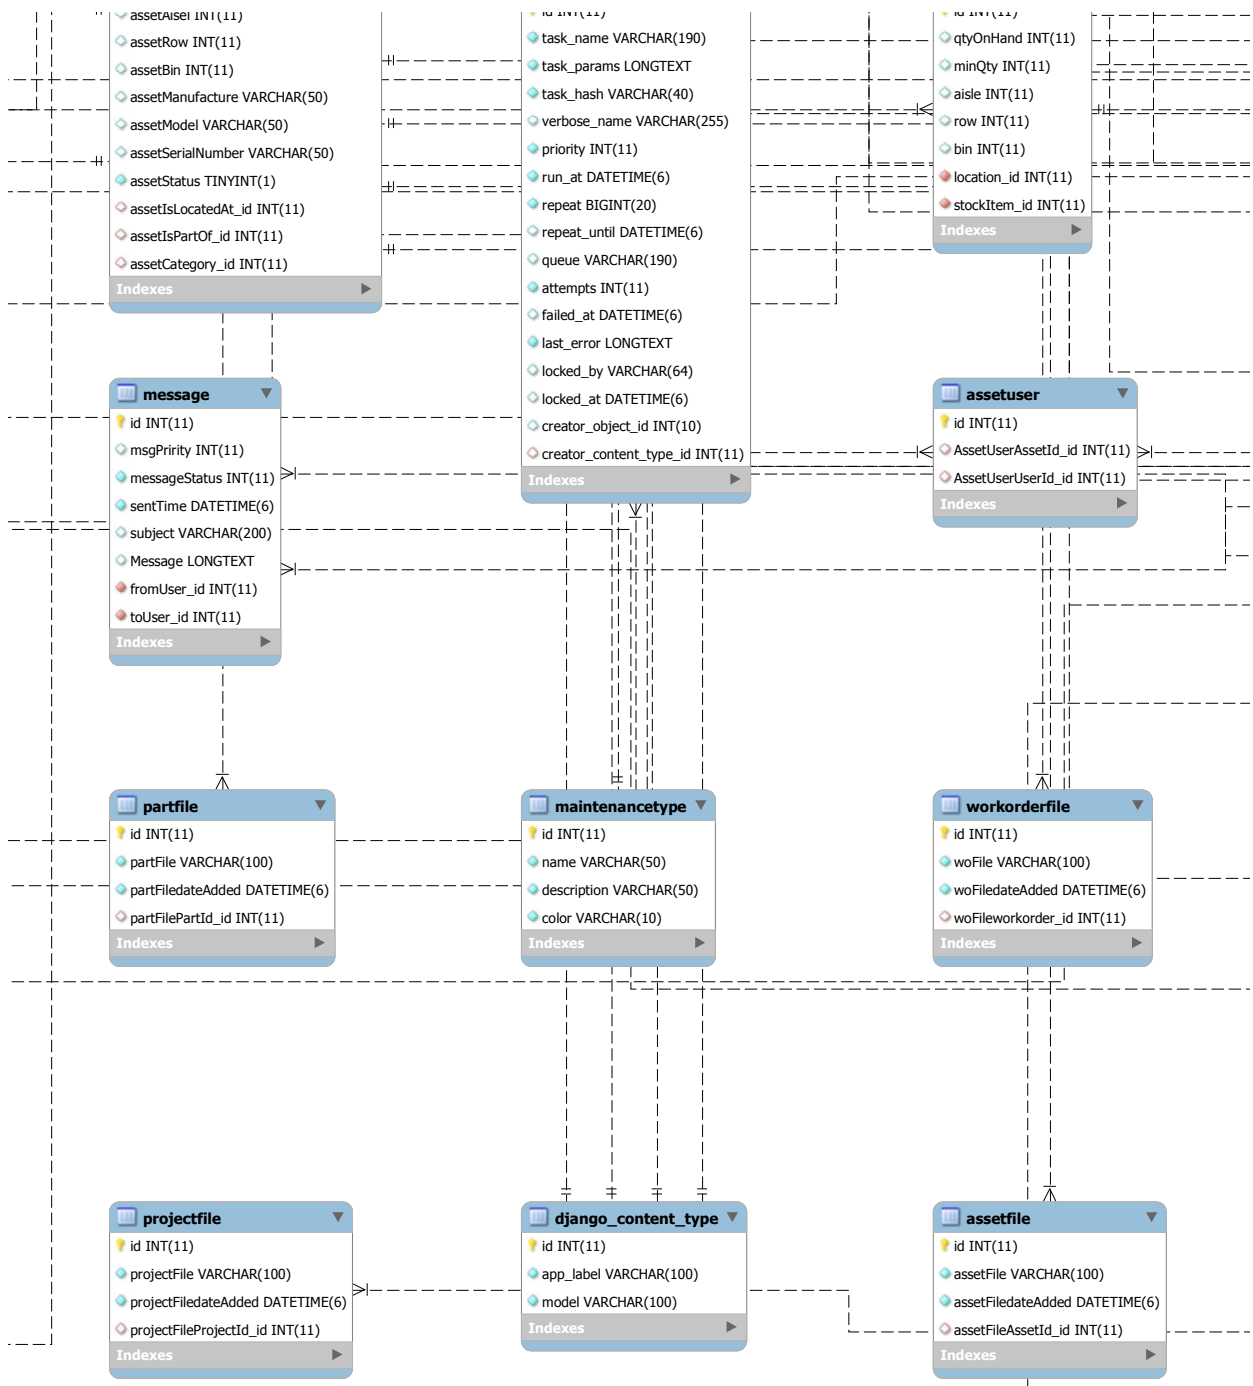 assetAisel INT(11)
assetRow INT(11)
assetBin INT(11)
assetManufacture VARCHAR(50)
assetModel VARCHAR(50)
assetSerialNumber VARCHAR(50)
assetStatus TINYINT(1)
assetIsLocatedAt_id INT(11)
assetIsPartOf_id INT(11)
assetCategory_id INT(11)
Indexes
id INT(11)
task_name VARCHAR(190)
task_params LONGTEXT
task_hash VARCHAR(40)
verbose_name VARCHAR(255)
priority INT(11)
run_at DATETIME(6)
repeat BIGINT(20)
repeat_until DATETIME(6)
queue VARCHAR(190)
attempts INT(11)
failed_at DATETIME(6)
last_error LONGTEXT
locked_by VARCHAR(64)
locked_at DATETIME(6)
creator_object_id INT(10)
creator_content_type_id INT(11)
Indexes
id INT(11)
qtyOnHand INT(11)
minQty INT(11)
aisle INT(11)
row INT(11)
bin INT(11)
location_id INT(11)
stockItem_id INT(11)
Indexes
message
id INT(11)
msgPririty INT(11)
messageStatus INT(11)
sentTime DATETIME(6)
subject VARCHAR(200)
Message LONGTEXT
fromUser_id INT(11)
toUser_id INT(11)
Indexes
assetuser
id INT(11)
AssetUserAssetId_id INT(11)
AssetUserUserId_id INT(11)
Indexes
partfile
id INT(11)
partFile VARCHAR(100)
partFiledateAdded DATETIME(6)
partFilePartId_id INT(11)
Indexes
maintenancetype
id INT(11)
name VARCHAR(50)
description VARCHAR(50)
color VARCHAR(10)
Indexes
workorderfile
id INT(11)
woFile VARCHAR(100)
woFiledateAdded DATETIME(6)
woFileworkorder_id INT(11)
Indexes
projectfile
id INT(11)
projectFile VARCHAR(100)
projectFiledateAdded DATETIME(6)
projectFileProjectId_id INT(11)
Indexes
django_content_type
id INT(11)
app_label VARCHAR(100)
model VARCHAR(100)
Indexes
assetfile
id INT(11)
assetFile VARCHAR(100)
assetFiledateAdded DATETIME(6)
assetFileAssetId_id INT(11)
Indexes